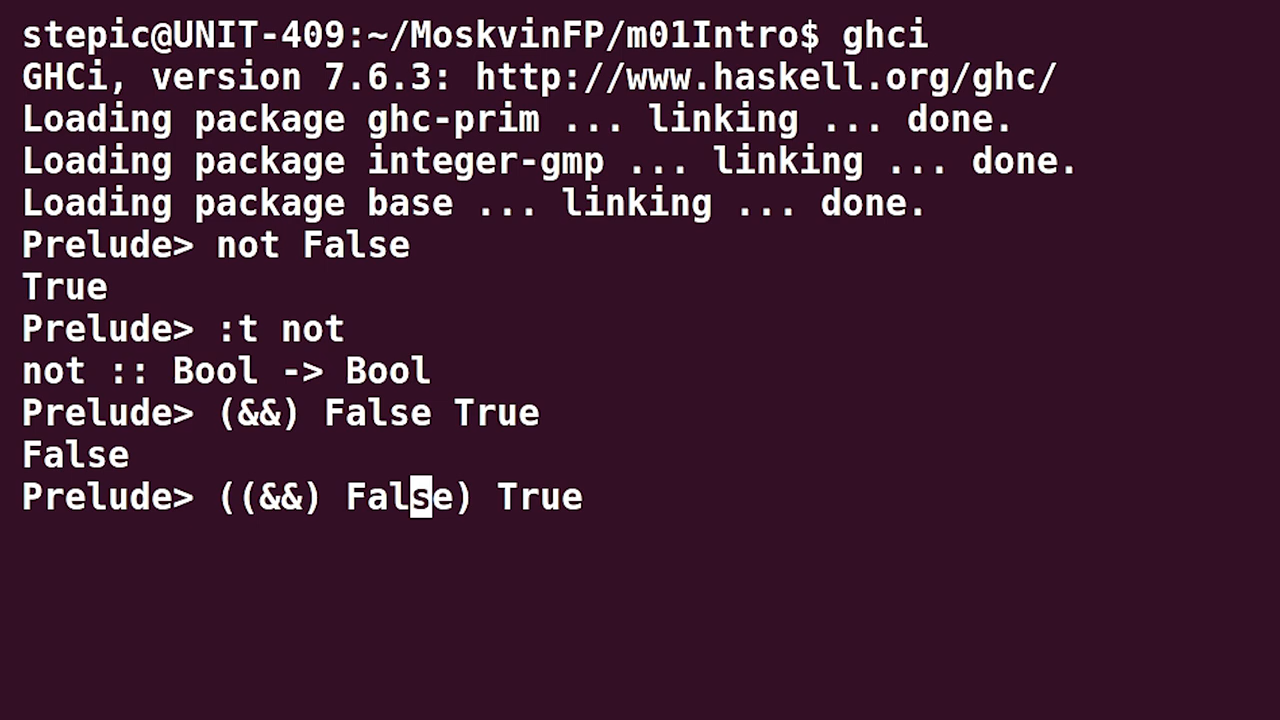 stepic@UNIT-409:~/MoskvinFP/m01Intro$ ghci
GHCi, version 7.6.3: http://www.haskell.org/ghc/
Loading package ghc-prim ... linking ... done.
Loading package integer-gmp ... linking ... done.
Loading package base ... linking ... done.
Prelude> not False
True
Prelude> :t not
not :: Bool -> Bool
Prelude> (&&) False True
False
Prelude> ((&&) False) True